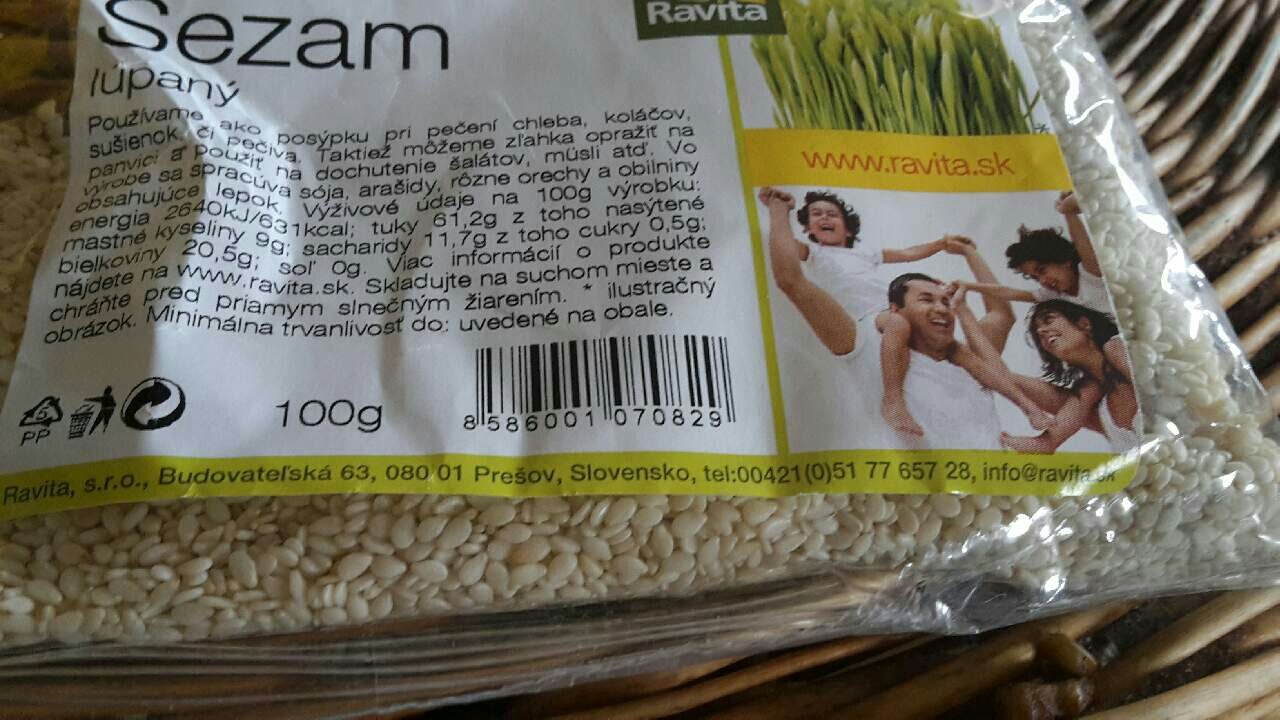 Sezam
lúpaný
Ravita
Používame ako posýpku pri pečení chleba, koláčov,
sušienok, či pečiva. Taktiež môžeme zľahka opražiť na
panvici a použiť na dochutenie šalátov, müsli atď. Vo
výrobe sa spracúva sója, arašidy, rôzne orechy a obilniny
obsahujúce lepok. Výživové údaje na 100g výrobku:
energia 2640kJ/631kcal; tuky 61,2g z toho nasýtené
mastné kyseliny 9g; sacharidy 11,7g z toho cukry 0,5g;
bielkoviny 20,5g; soľ 0g. Viac informácií o produkte
nájdete na www.ravita.sk. Skladujte na suchom mieste a
chráňte pred priamym slnečným žiarením. * ilustračný
obrázok. Minimálna trvanlivosť do: uvedené na obale.
*
www.ravita.sk
5
PP
100g
8 586001 070829
Ravita, s.r.o., Budovateľská 63, 080 01 Prešov, Slovensko, tel:00421(0)51 77 657 28, info@ravita.sk